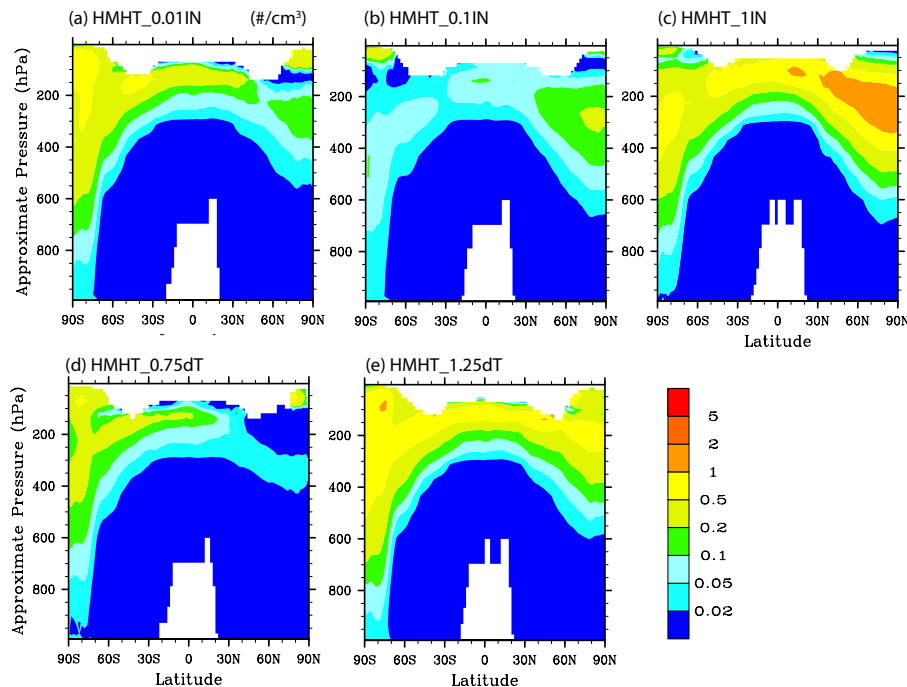 (a) HMHT_0.01IN (#/cm³)
(b) HMHT_0.1IN
(c) HMHT_1IN
Approximate Pressure (hPa)
200
400
600
800
90S 60S 30S 0 30N 60N 90N
200
400
600
800
90S 60S 30S 0 30N 60N 90N
200
400
600
800
90S 60S 30S 0 30N 60N 90N
Latitude
(d) HMHT_0.75dT
(e) HMHT_1.25dT
Approximate Pressure (hPa)
200
400
600
800
90S 60S 30S 0 30N 60N 90N
Latitude
200
400
600
800
90S 60S 30S 0 30N 60N 90N
Latitude
5
2
1
0.5
0.2
0.1
0.05
0.02